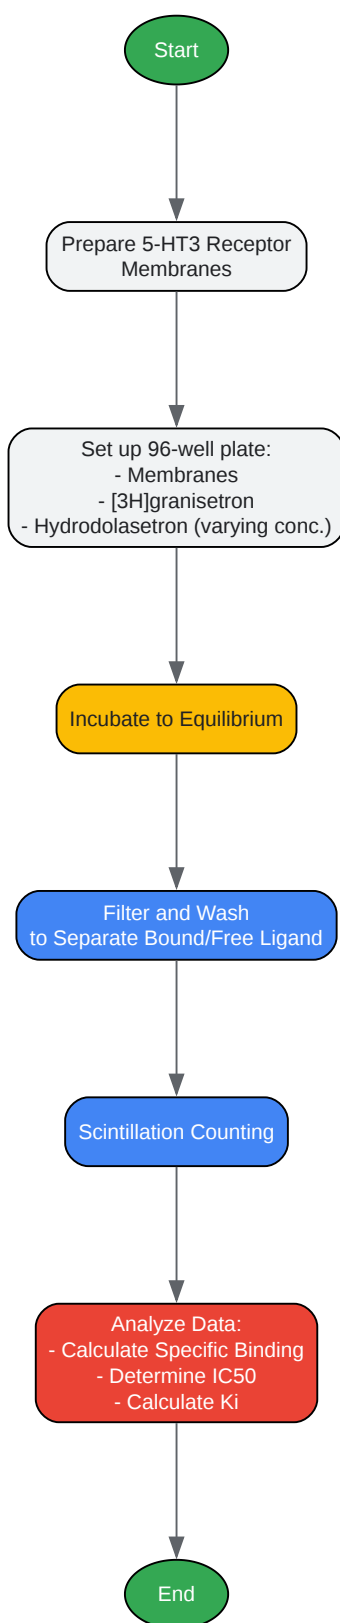 Start
Prepare 5-HT3 Receptor
Membranes
Set up 96-well plate:
- Membranes
- [3H]granisetron
- Hydrodolasetron (varying conc.)
Incubate to Equilibrium
Filter and Wash
to Separate Bound/Free Ligand
Scintillation Counting
Analyze Data:
- Calculate Specific Binding
- Determine IC50
- Calculate Ki
End